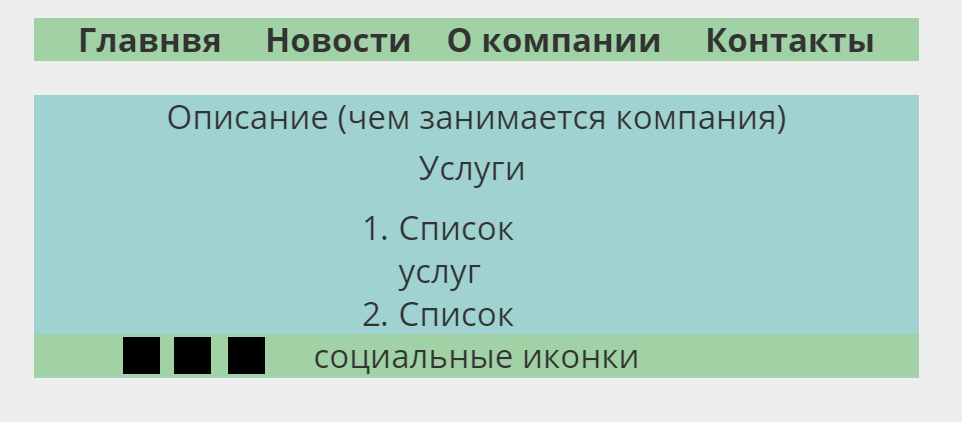 Главнвя Новости О компании Контакты
Описание (чем занимается компания)
Услуги
1. Список
услуг
2. Список
социальные иконки